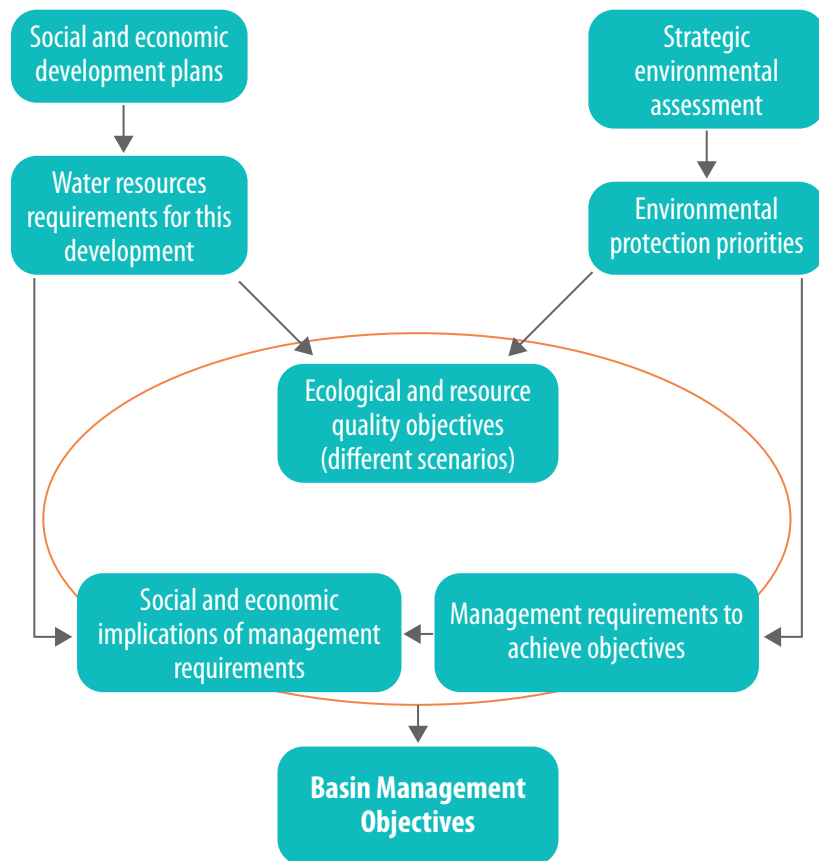 Social and economic
development plans
Strategic
environmental
assessment
Water resources
requirements for this
development
Environmental
protection priorities
Ecological and resource
quality objectives
(different scenarios)
Social and economic
implications of management
requirements
Management requirements to
achieve objectives
Basin Management
Objectives